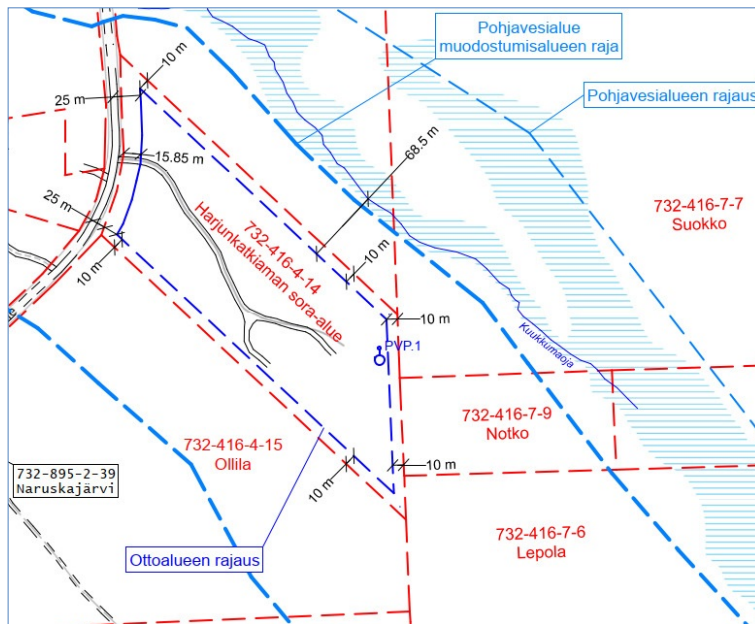 Pohjavesialue
muodostumisalueen raja
Pohjavesialueen rajaus
10 m
25 m
15.85 m
68.5 m
25 m
10 m
732-416-4-14
Harjunkatkiaman sora-alue
10 m
10 m
PVP.1
Kuukkumaoja
732-416-7-7
Suokko
732-416-7-9
Notko
732-416-4-15
Ollila
732-895-2-39
Naruskajärvi
10 m
10 m
Ottoalueen rajaus
732-416-7-6
Lepola